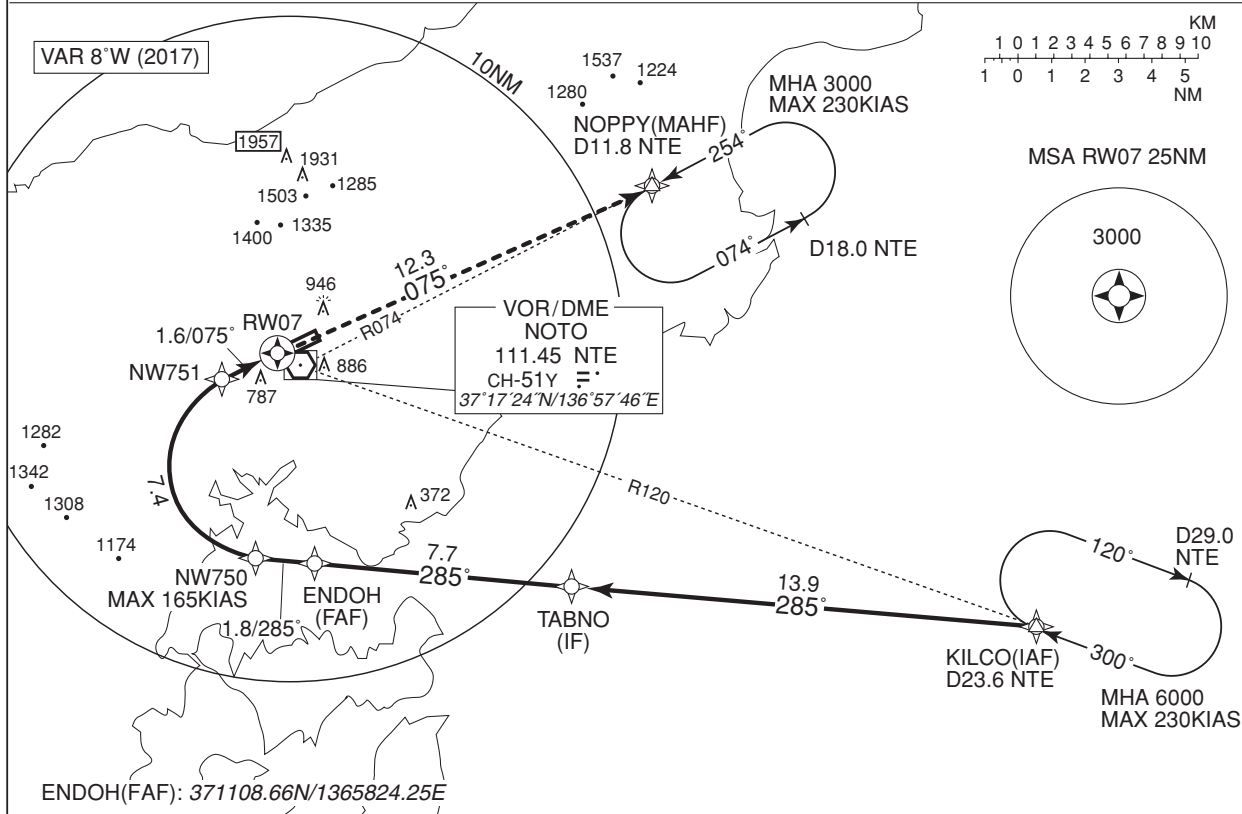 VAR 8°W (2017)
10NM
1537
1224
1280
NOPPY(MAHF)
D11.8 NTE
MHA 3000
MAX 230KIAS
254°
074°
D18.0 NTE
KM
1 0 1 2 3 4 5 6 7 8 9 10
1 0 1 2 3 4 5
NM
MSA RW07 25NM
3000
1957
1931
1503
1285
1400
1335
946
12.3
075°
R074
RW07
1.6/075°
NW751
787
886
VOR/DME
NOTO
111.45 NTE
CH-51Y
37°17´24˝N/136°57´46˝E
1282
1342
1308
1174
7.4
372
R120
NW750
MAX 165KIAS
1.8/285°
ENDOH
(FAF)
7.7
285°
TABNO
(IF)
13.9
285°
120°
D29.0
NTE
300°
KILCO(IAF)
D23.6 NTE
MHA 6000
MAX 230KIAS
ENDOH(FAF): 371108.66N/1365824.25E